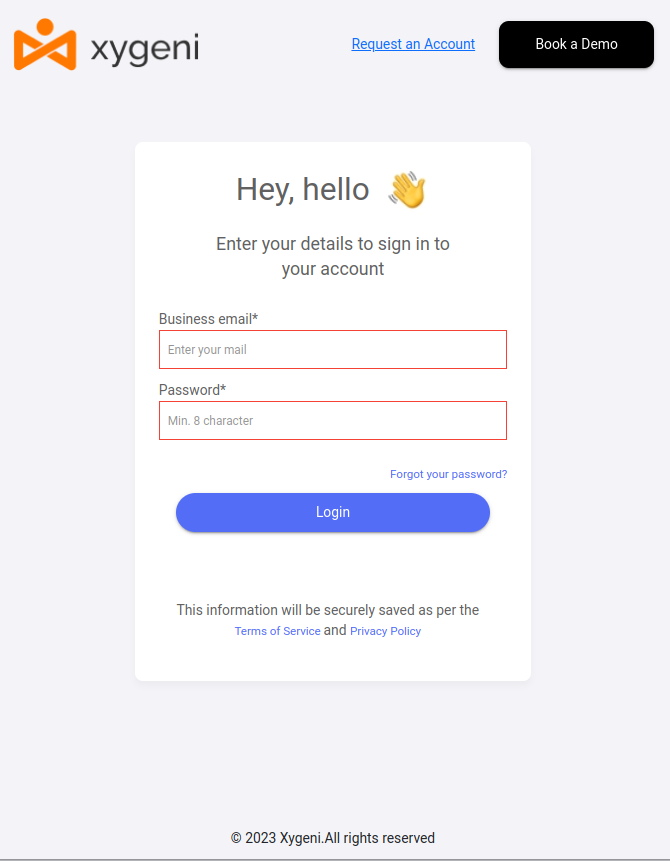 xygeni
Request an Account
Book a Demo
Hey, hello
Enter your details to sign in to
your account
Business email*
Enter your mail
Password*
Min. 8 character
Forgot your password?
Login
This information will be securely saved as per the
Terms of Service and Privacy Policy
© 2023 Xygeni.All rights reserved